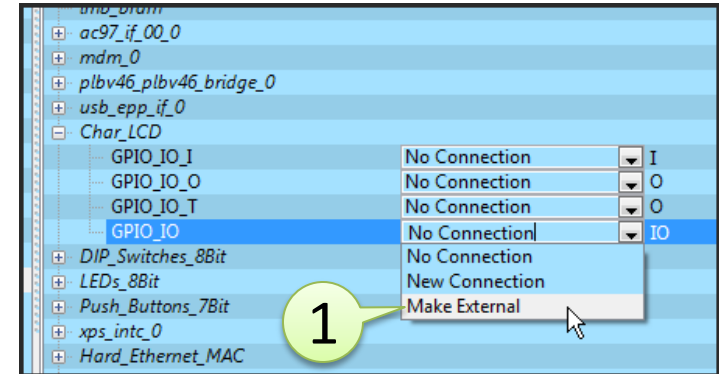 ac97_if_00_0
mdm_0
plbv46_plbv46_bridge_0
usb_epp_if_0
Char_LCD
GPIO_IO_I No Connection I
GPIO_IO_O No Connection O
GPIO_IO_T No Connection O
GPIO_IO No Connection IO
DIP_Switches_8Bit No Connection
LEDs_8Bit New Connection
Push_Buttons_7Bit 1 Make External
xps_intc_0
Hard_Ethernet_MAC